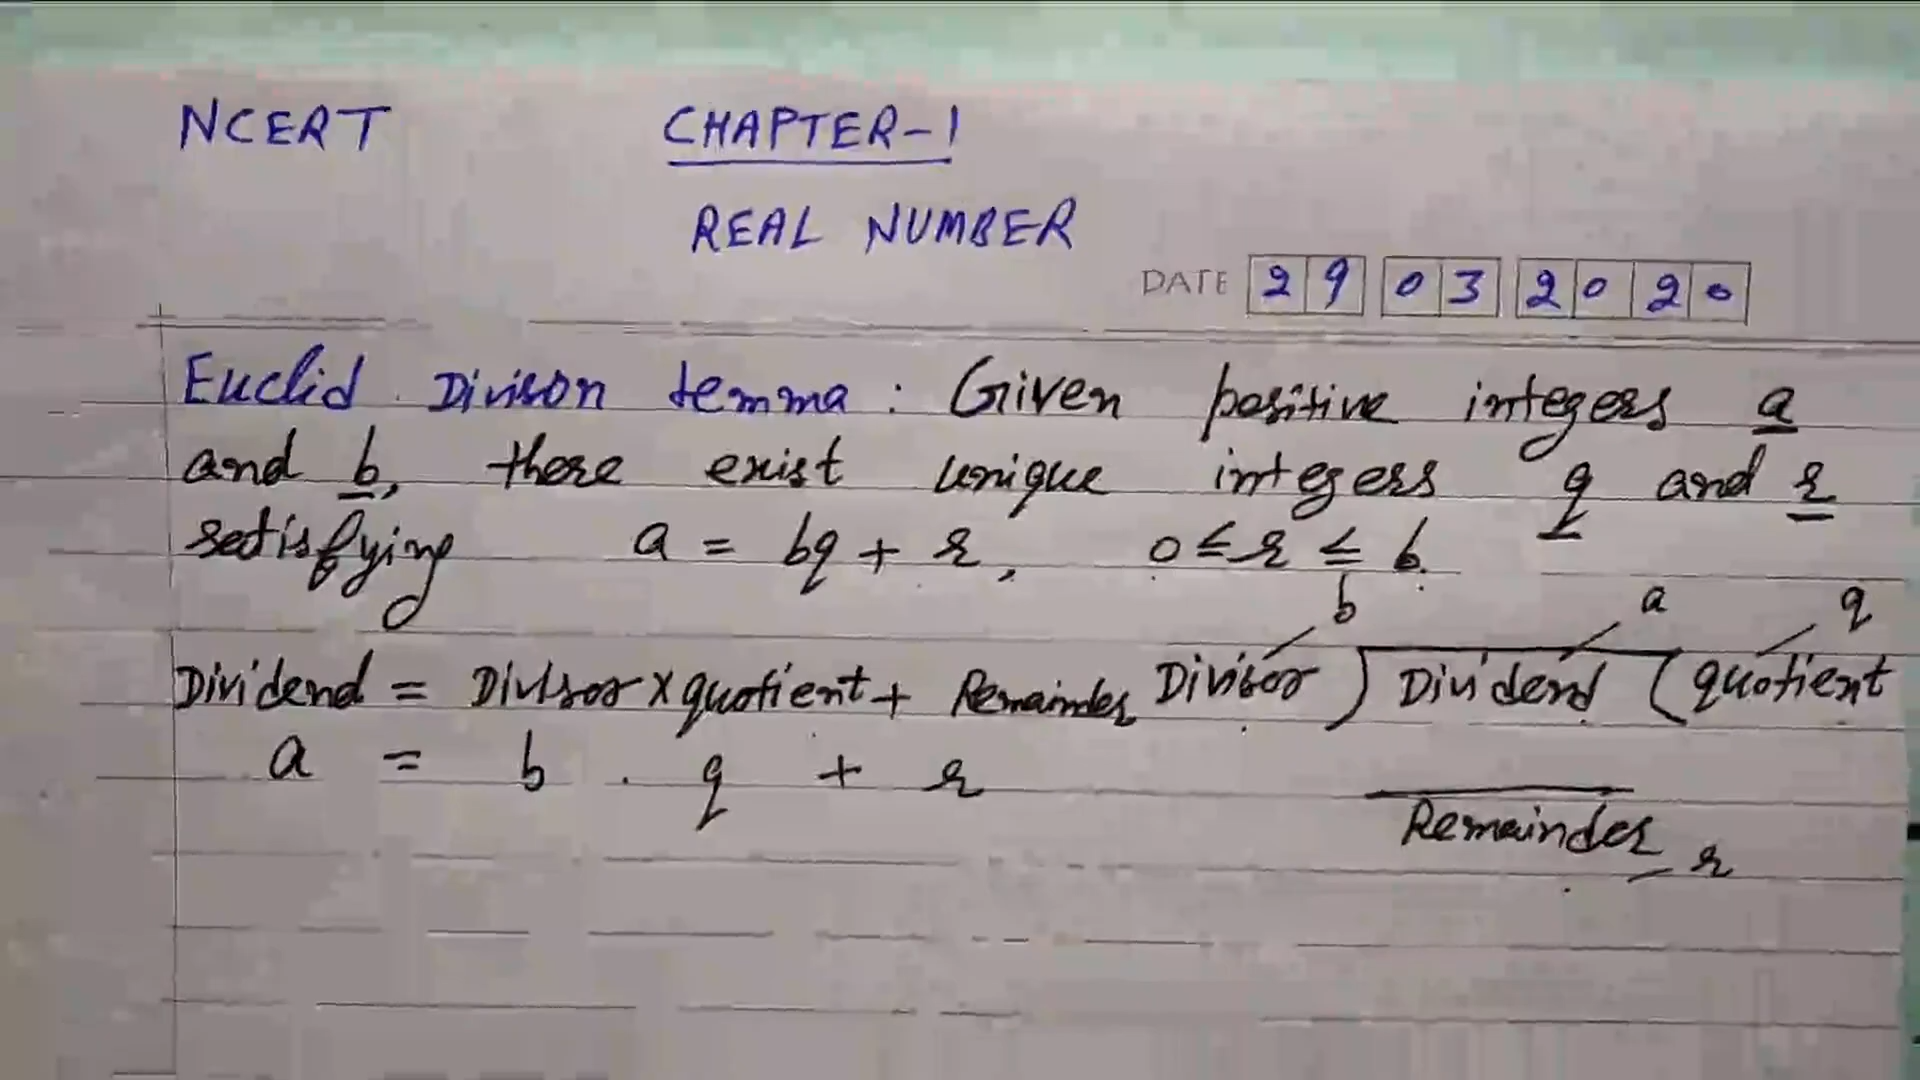 NCERT CHAPTER-1
REAL NUMBER
DATE 29 03 2020
Euclid Divison Lemma : Given positive integers a
and b, there exist unique integers q and r
setisfying a = bq + r, 0 ≤ r ≤ b.
b a q
Dividend = Divisor × quotient + Remainder Divisor ) Dividend ( quotient
a = b . q + r
Remainder r